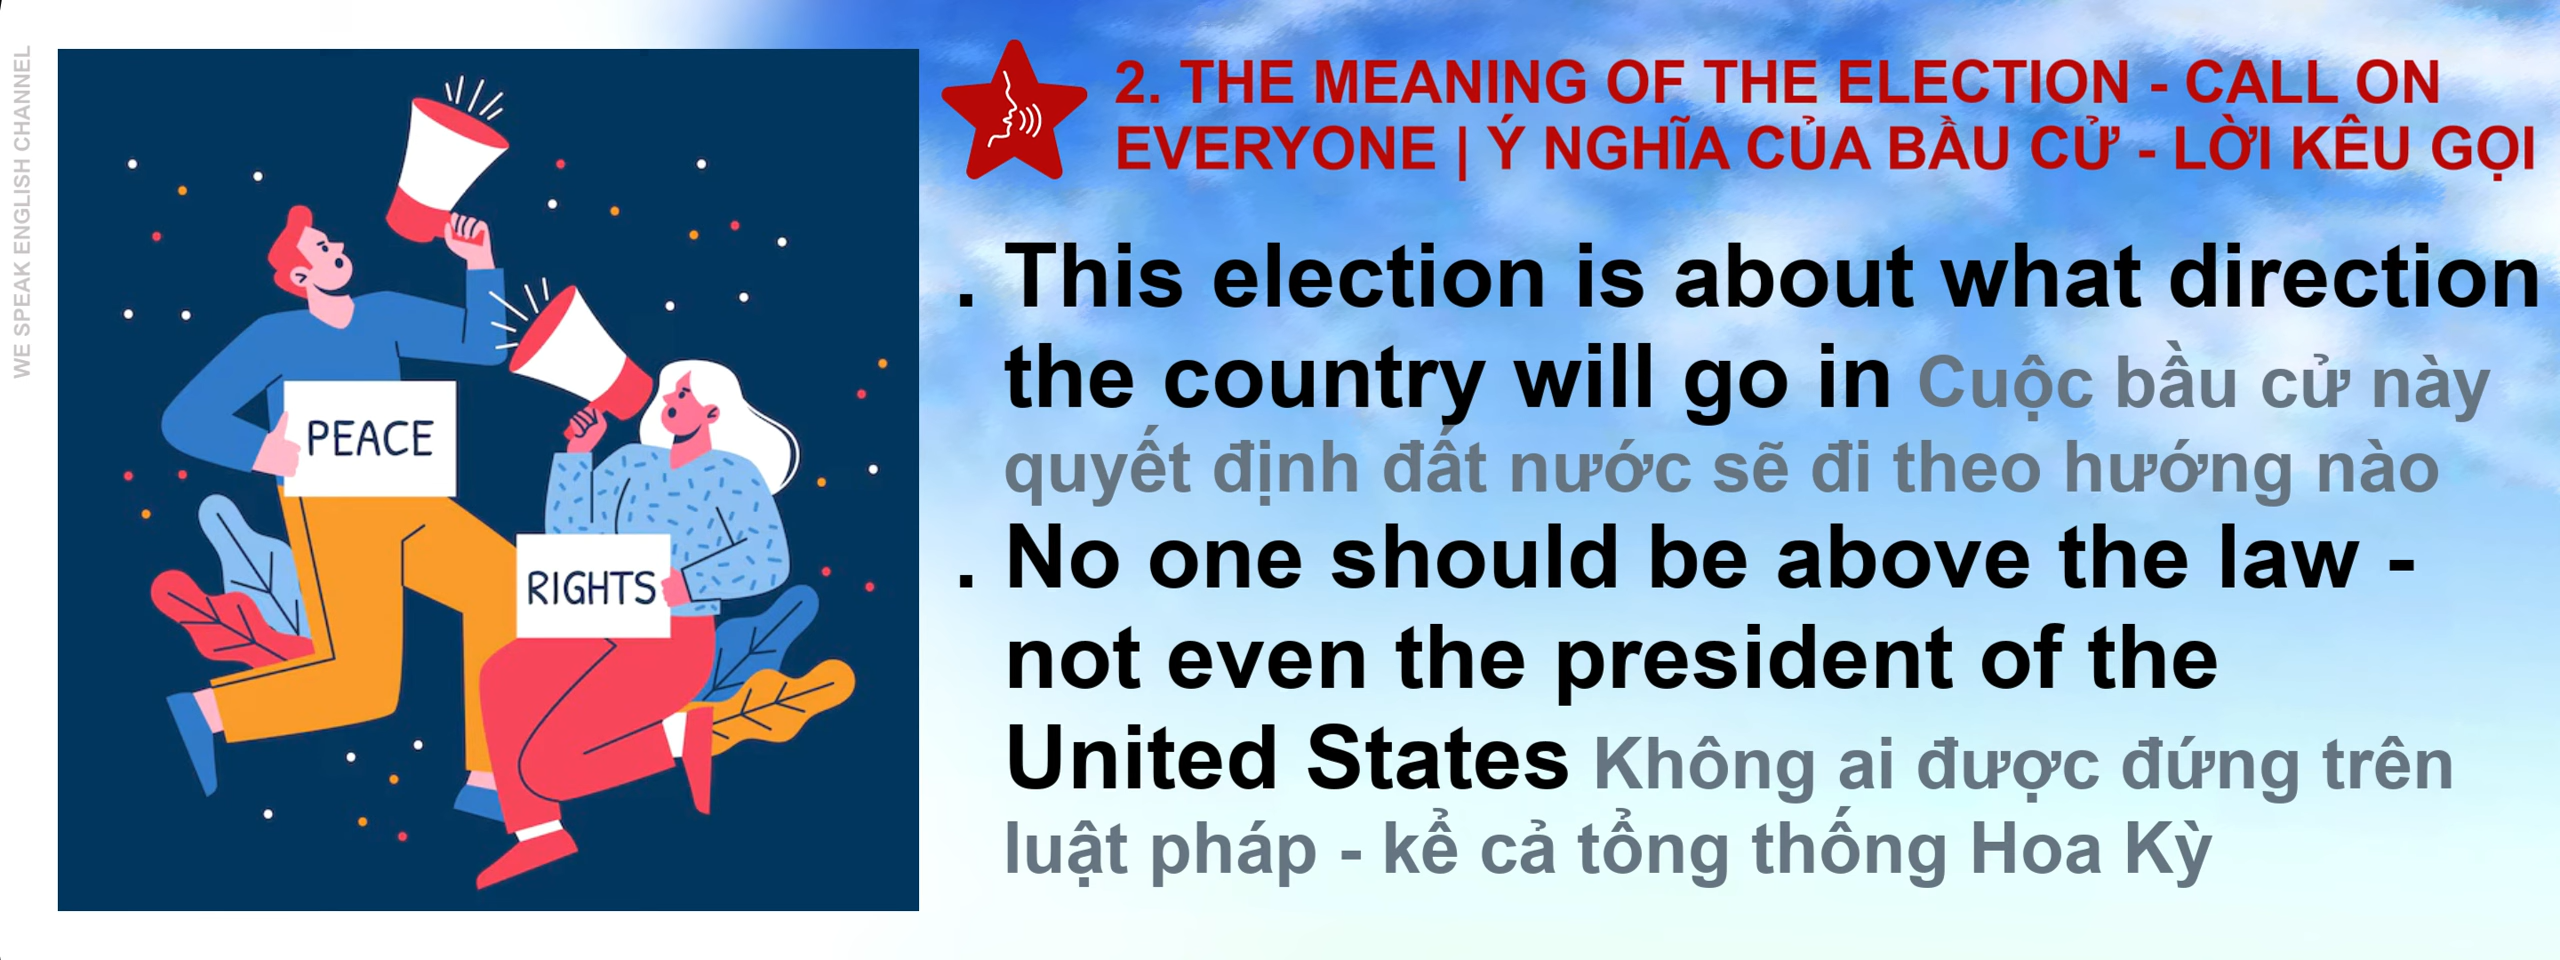 WE SPEAK ENGLISH CHANNEL
PEACE
RIGHTS
2. THE MEANING OF THE ELECTION - CALL ON
EVERYONE | Ý NGHĨA CỦA BẦU CỬ - LỜI KÊU GỌI
. This election is about what direction
the country will go in Cuộc bầu cử này
quyết định đất nước sẽ đi theo hướng nào
. No one should be above the law -
not even the president of the
United States Không ai được đứng trên
luật pháp - kể cả tổng thống Hoa Kỳ